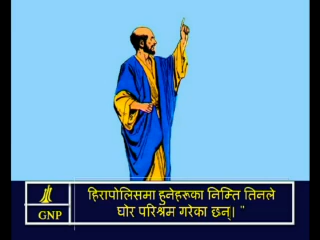 हिरापोलिसमा हुनेहरूका निम्ति तिनले
घोर परिश्रम गरेका छन्। "
GNP